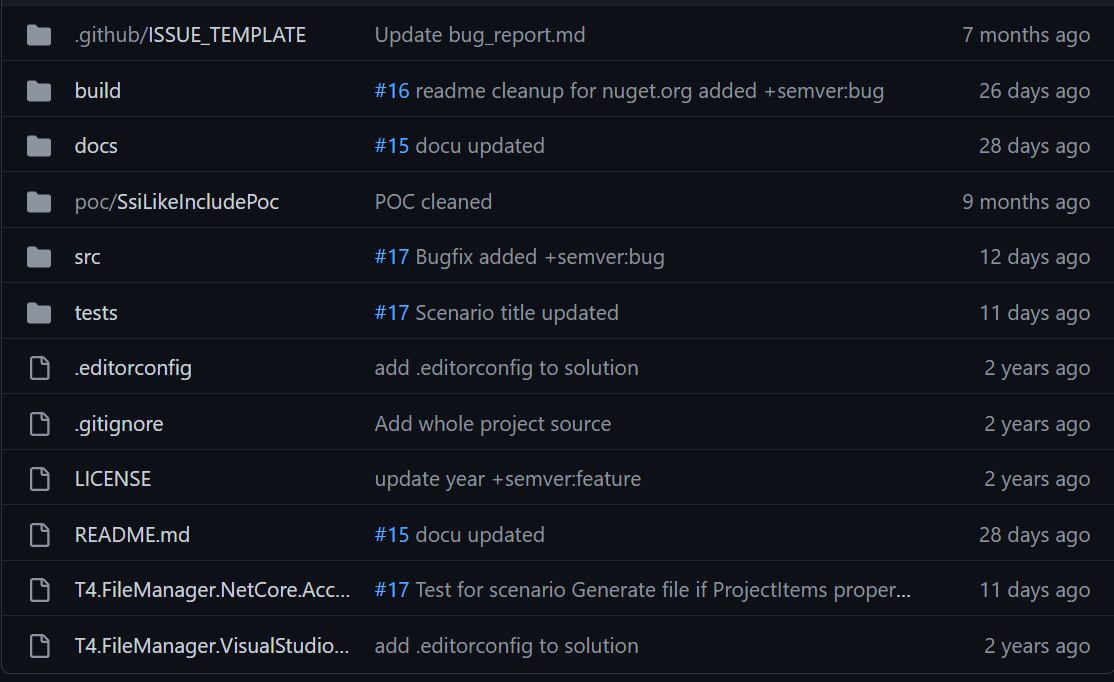 .github/ISSUE_TEMPLATE Update bug_report.md 7 months ago
build #16 readme cleanup for nuget.org added +semver:bug 26 days ago
docs #15 docu updated 28 days ago
poc/SsiLikeIncludePoc POC cleaned 9 months ago
src #17 Bugfix added +semver:bug 12 days ago
tests #17 Scenario title updated 11 days ago
.editorconfig add .editorconfig to solution 2 years ago
.gitignore Add whole project source 2 years ago
LICENSE update year +semver:feature 2 years ago
README.md #15 docu updated 28 days ago
T4.FileManager.NetCore.Acc... #17 Test for scenario Generate file if ProjectItems proper... 11 days ago
T4.FileManager.VisualStudio... add .editorconfig to solution 2 years ago